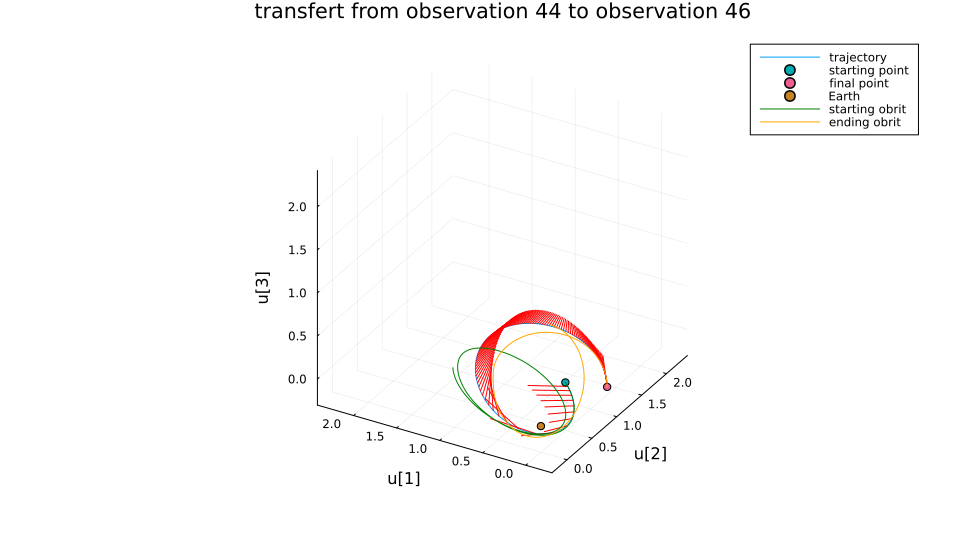 transfert from observation 44 to observation 46
trajectory
starting point
final point
Earth
starting obrit
ending obrit
u[3]
2.0
1.5
1.0
0.5
0.0
2.0
1.5
1.0
0.5
0.0
u[1]
0.0
0.5
1.0
1.5
2.0
u[2]